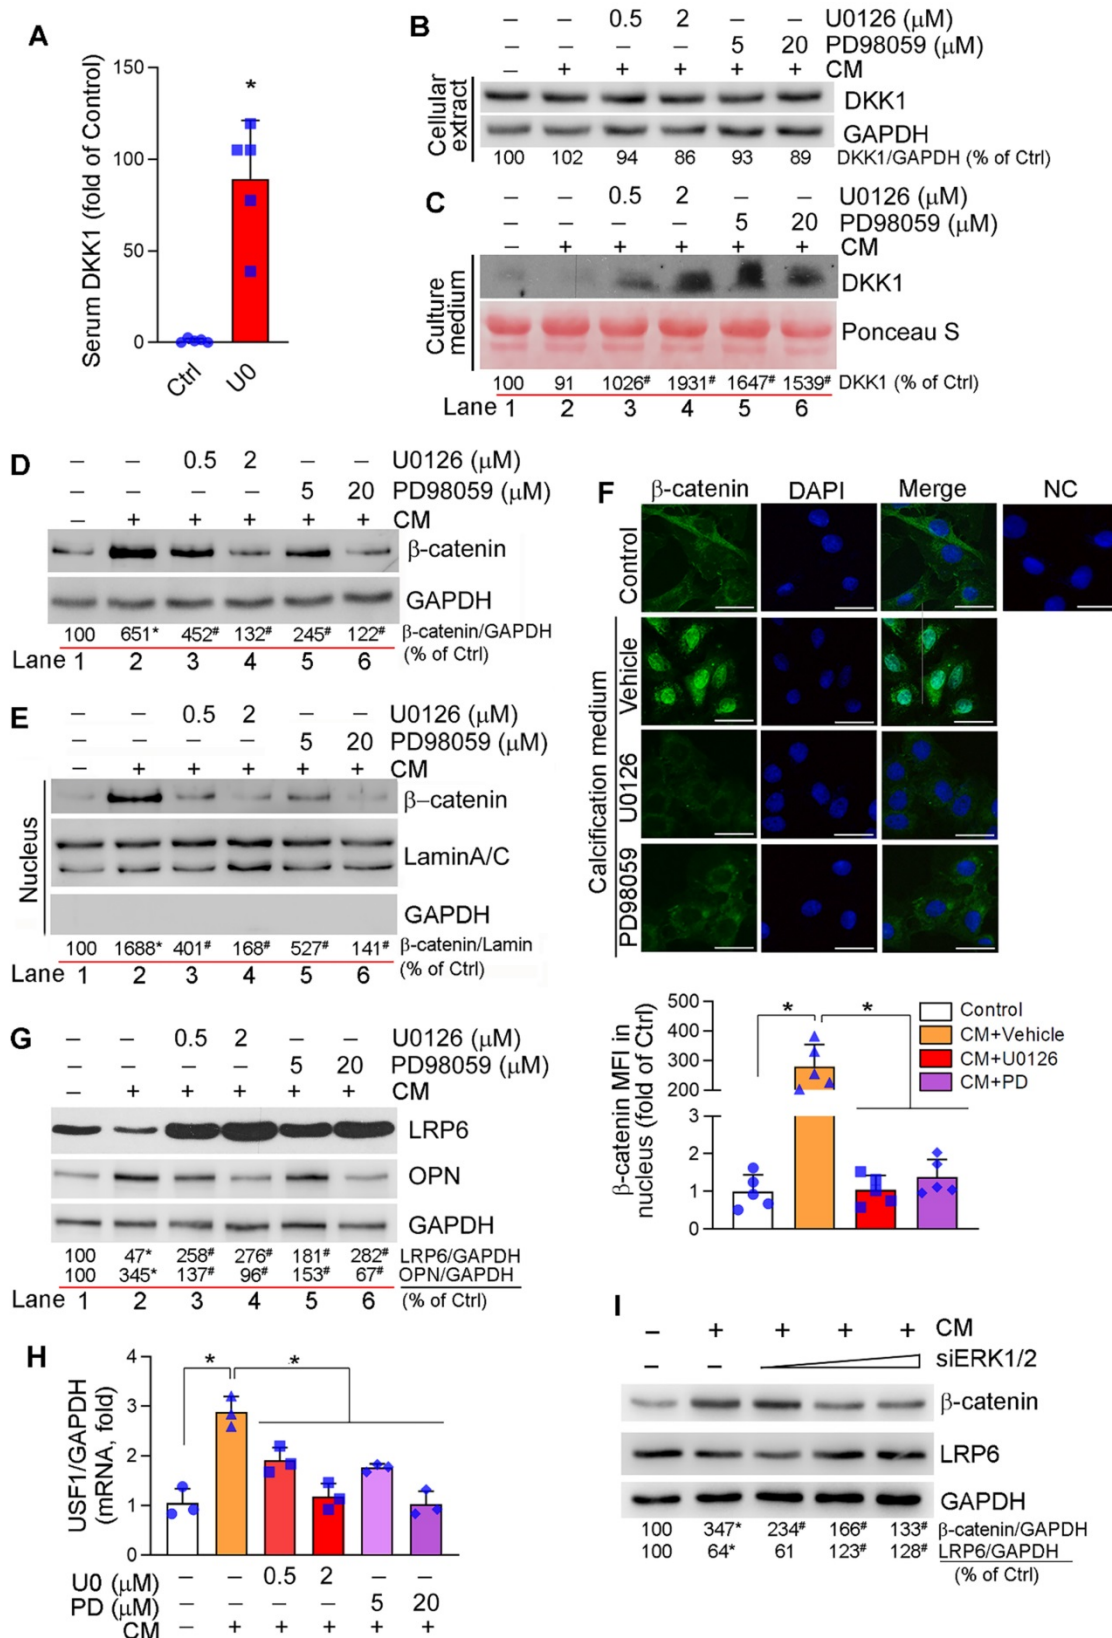 A
Serum DKK1 (fold of Control)
150
100
50
0
*
Ctrl
U0
B
– – 0.5 2 – – U0126 (μM)
– – – – 5 20 PD98059 (μM)
– + + + + + CM
Cellular extract
DKK1
GAPDH
100 102 94 86 93 89 DKK1/GAPDH (% of Ctrl)
C
– – 0.5 2 – – U0126 (μM)
– – – – 5 20 PD98059 (μM)
– + + + + + CM
Culture medium
DKK1
Ponceau S
100 91 1026# 1931# 1647# 1539# DKK1 (% of Ctrl)
Lane 1 2 3 4 5 6
D
– – 0.5 2 – – U0126 (μM)
– – – – 5 20 PD98059 (μM)
– + + + + + CM
β-catenin
GAPDH
100 651* 452# 132# 245# 122# β-catenin/GAPDH
(% of Ctrl)
Lane 1 2 3 4 5 6
E
– – 0.5 2 – – U0126 (μM)
– – – – 5 20 PD98059 (μM)
– + + + + + CM
Nucleus
β–catenin
LaminA/C
GAPDH
100 1688* 401# 168# 527# 141# β-catenin/Lamin
(% of Ctrl)
Lane 1 2 3 4 5 6
F
β-catenin DAPI Merge NC
Control
Calcification medium
Vehicle
U0126
PD98059
β-catenin MFI in
nucleus (fold of Ctrl)
500
400
300
200
3
2
1
0
* *
Control
CM+Vehicle
CM+U0126
CM+PD
G
– – 0.5 2 – – U0126 (μM)
– – – – 5 20 PD98059 (μM)
– + + + + + CM
LRP6
OPN
GAPDH
100 47* 258# 276# 181# 282# LRP6/GAPDH
100 345* 137# 96# 153# 67# OPN/GAPDH
Lane 1 2 3 4 5 6 (% of Ctrl)
H
USF1/GAPDH
(mRNA, fold)
4
3
2
1
0
* *
U0 (μM) – – 0.5 2 – –
PD (μM) – – – – 5 20
CM – + + + + +
I
– + + + + CM
– – siERK1/2
β-catenin
LRP6
GAPDH
100 347* 234# 166# 133# β-catenin/GAPDH
100 64* 61 123# 128# LRP6/GAPDH
(% of Ctrl)